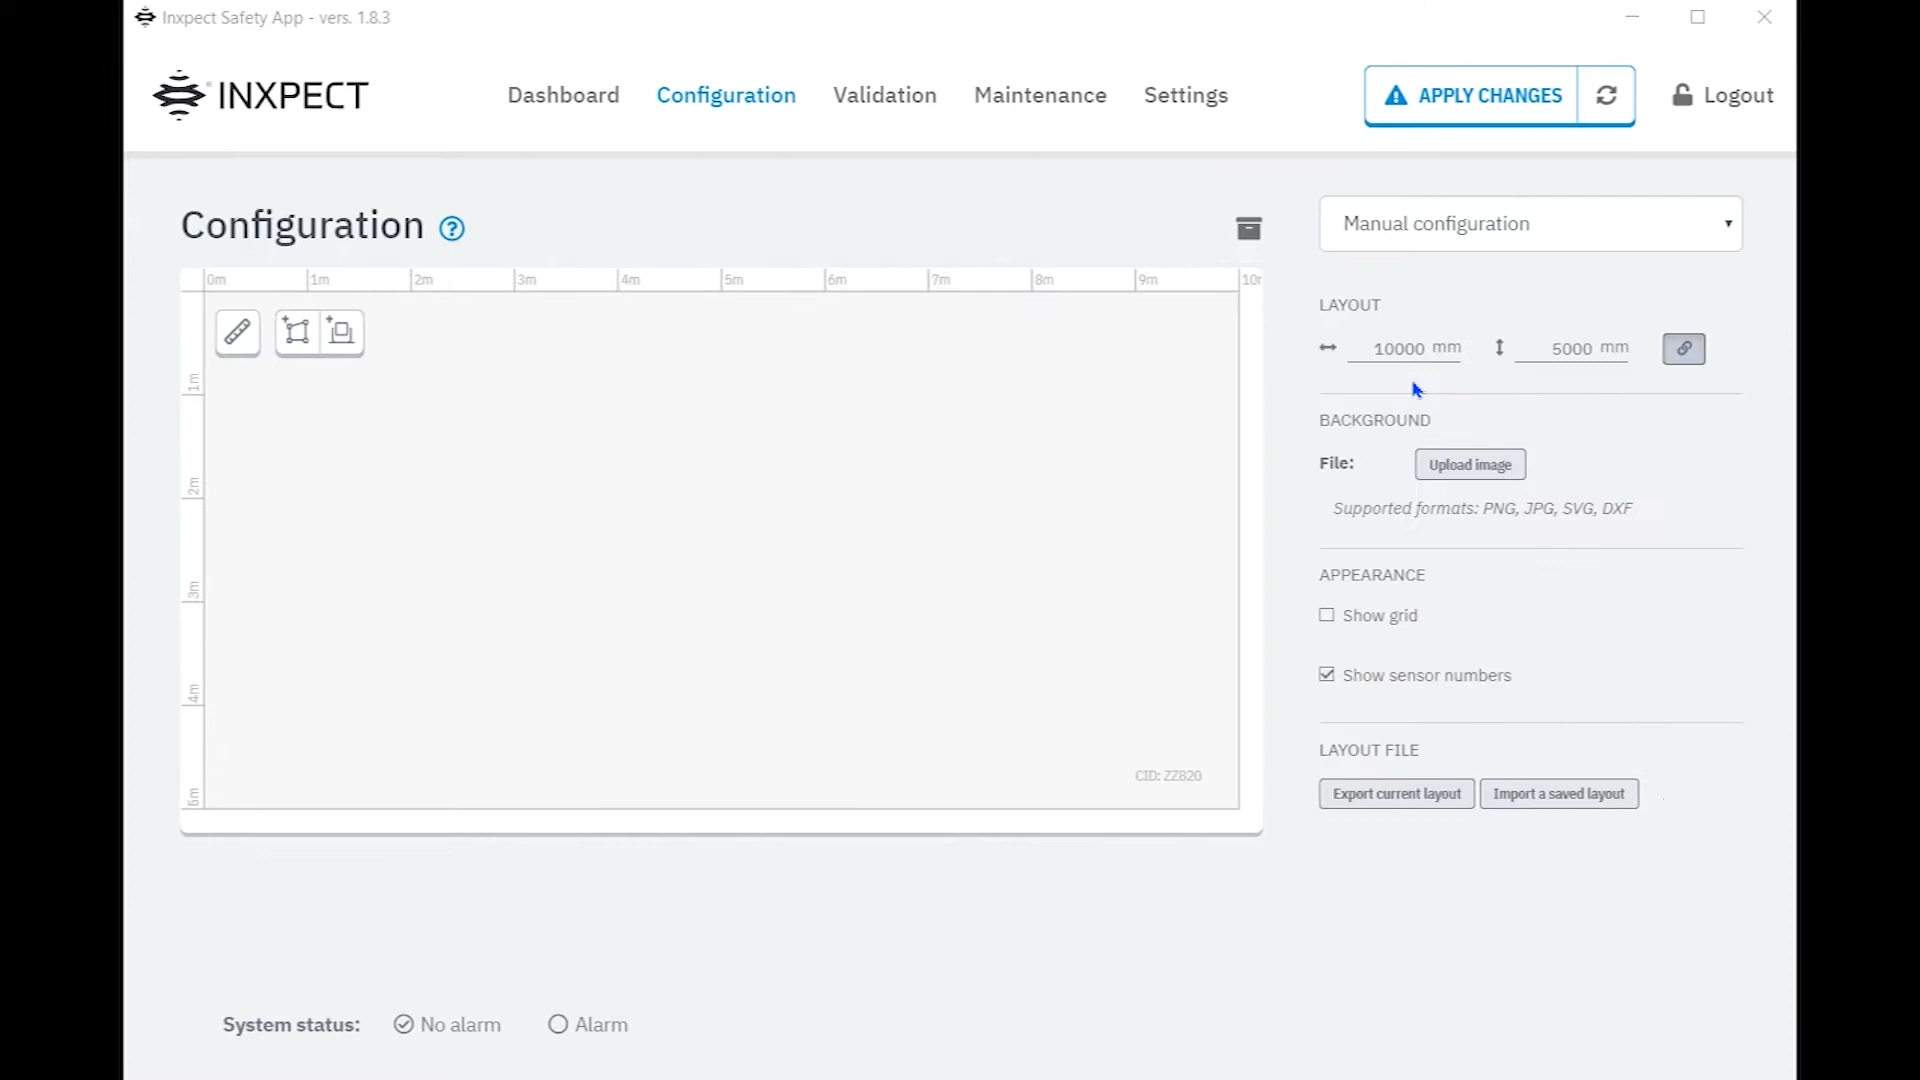 Inxpect Safety App - vers. 1.8.3
INXPECT
Dashboard Configuration Validation Maintenance Settings
APPLY CHANGES
Logout
Configuration ?
Manual configuration
0m 1m 2m 3m 4m 5m 6m 7m 8m 9m 10m
1m
2m
3m
4m
5m
CID: ZZ820
LAYOUT
10000 mm 5000 mm
BACKGROUND
File: Upload image
Supported formats: PNG, JPG, SVG, DXF
APPEARANCE
Show grid
Show sensor numbers
LAYOUT FILE
Export current layout Import a saved layout
System status: No alarm Alarm